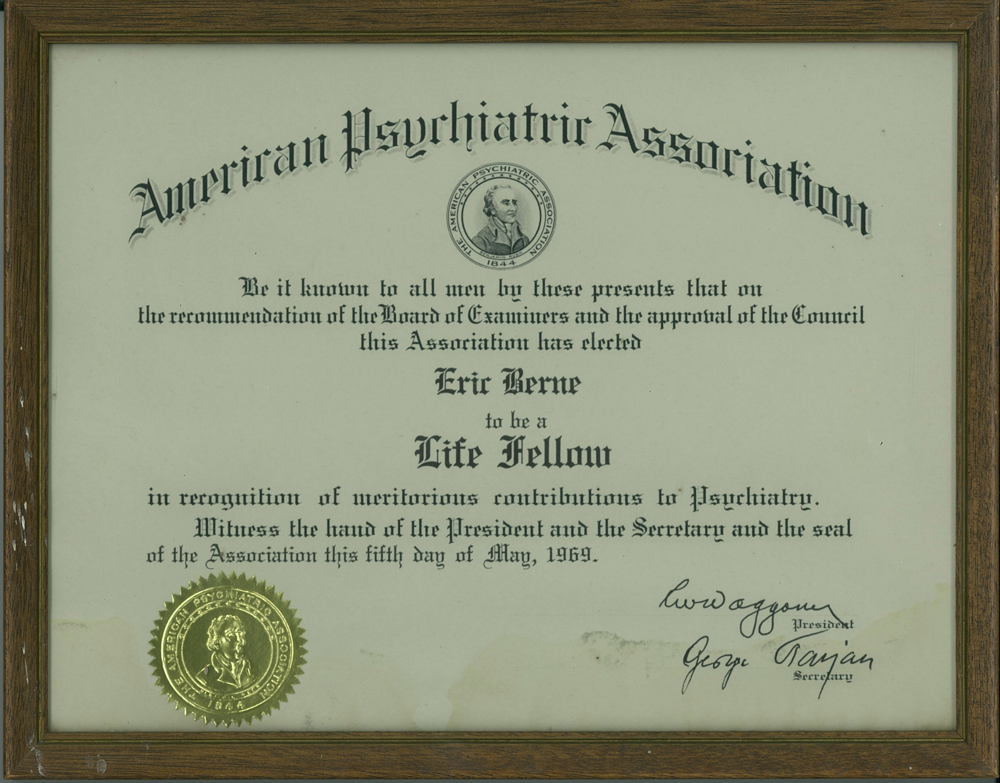 American Psychiatric Association
THE AMERICAN PSYCHIATRIC ASSOCIATION
BENJAMIN RUSH
1844
Be it known to all men by these presents that on
the recommendation of the Board of Examiners and the approval of the Council
this Association has elected
Eric Berne
to be a
Life Fellow
in recognition of meritorious contributions to Psychiatry.
Witness the hand of the President and the Secretary and the seal
of the Association this fifth day of May, 1969.
THE AMERICAN PSYCHIATRIC ASSOCIATION
1844
Waggoner
President
George Tarjan
Secretary